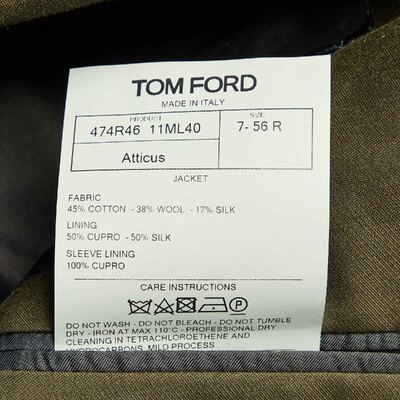 TOM FORD
MADE IN ITALY
PRODUCT SIZE
474R46 11ML40 7- 56 R
Atticus
JACKET
FABRIC
45% COTTON - 38% WOOL - 17% SILK
LINING
50% CUPRO - 50% SILK
SLEEVE LINING
100% CUPRO
CARE INSTRUCTIONS
P
DO NOT WASH - DO NOT BLEACH - DO NOT TUMBLE
DRY - IRON AT MAX 110°C - PROFESSIONAL DRY
CLEANING IN TETRACHLOROETHENE AND
HYDROCARBONS, MILD PROCESS